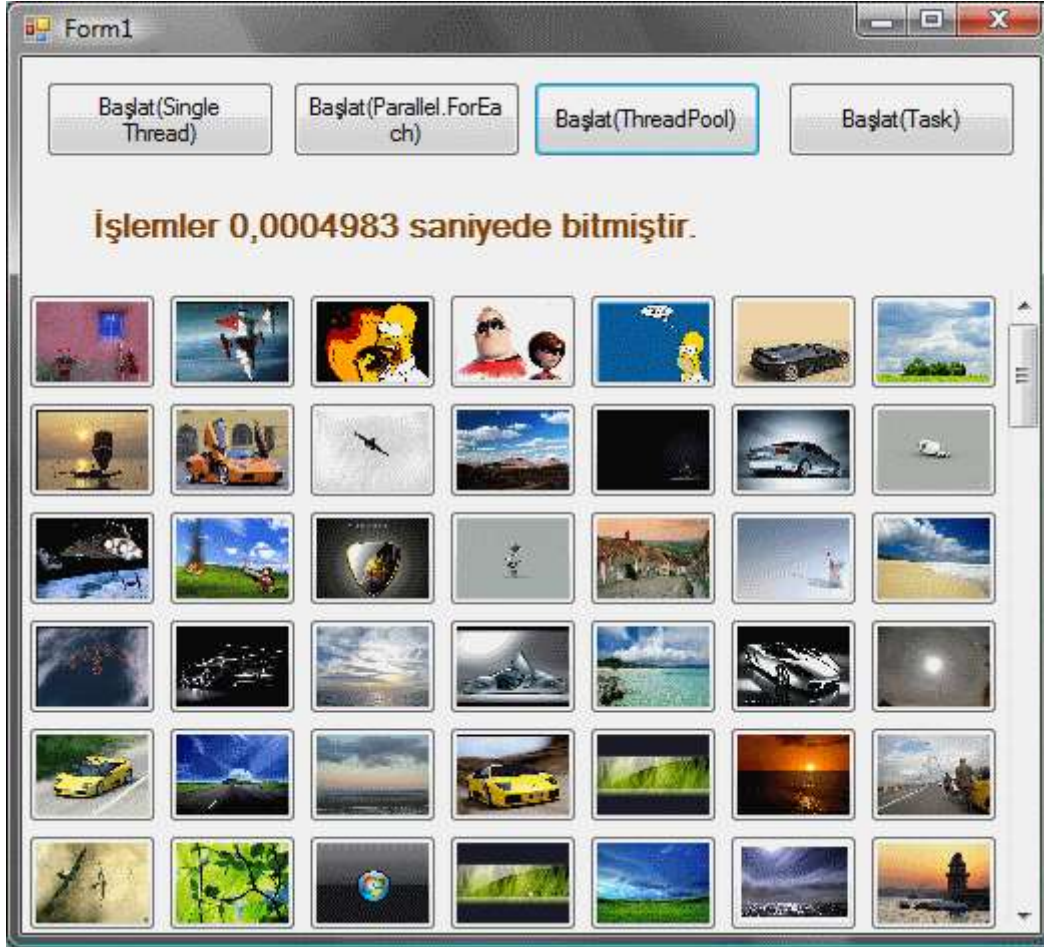 Form1
Başlat(Single
Thread)
Başlat(Parallel.ForEa
ch)
Başlat(ThreadPool)
Başlat(Task)
İşlemler 0,0004983 saniyede bitmiştir.